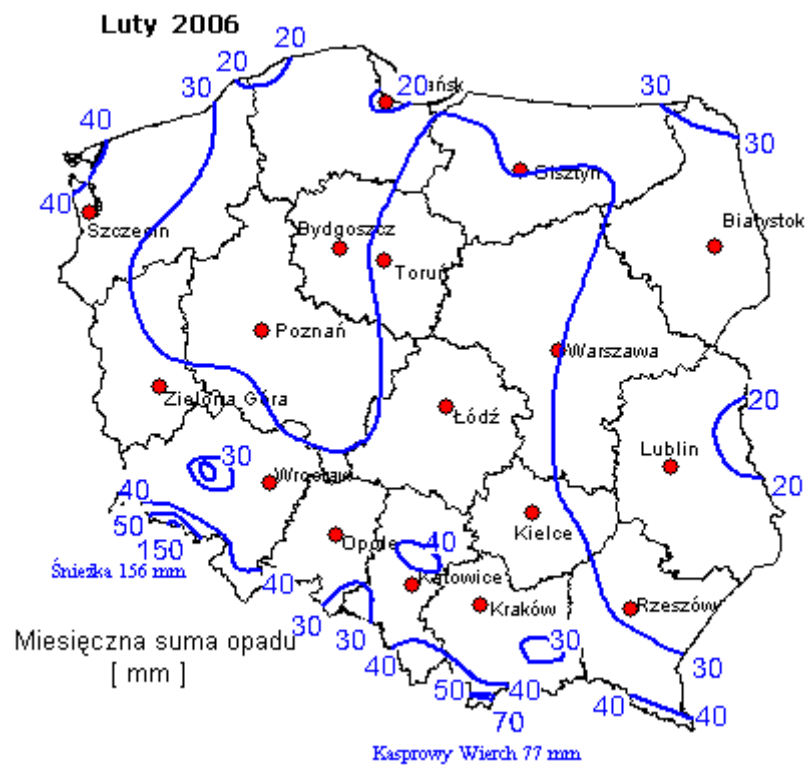 Luty 2006
20
20
30
20
ańsk
30
40
30
40
Olsztyn
Szczecin
Bydgoszcz
Białystok
Toruń
Poznań
Warszawa
Zielona Góra
Łódź
20
30
Lublin
Wrocław
20
40
50
Kielce
150
Opole
40
Śnieżka 156 mm
40
Katowice
Kraków
Rzeszów
30
30
30
Miesięczna suma opadu
[ mm ]
40
30
50
40
40
40
70
Kasprowy Wierch 77 mm